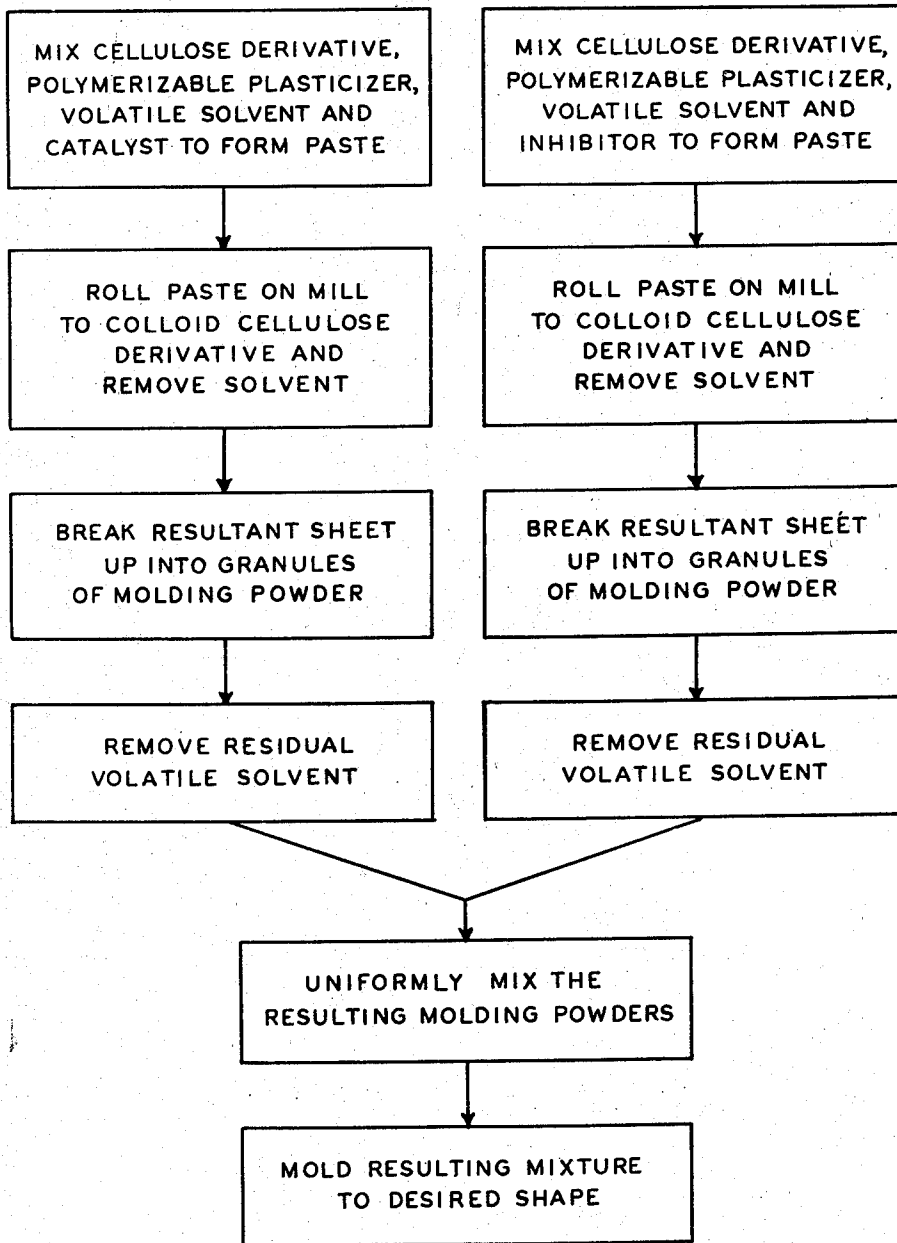 MIX CELLULOSE DERIVATIVE,
POLYMERIZABLE PLASTICIZER,
VOLATILE SOLVENT AND
CATALYST TO FORM PASTE
ROLL PASTE ON MILL
TO COLLOID CELLULOSE
DERIVATIVE AND
REMOVE SOLVENT
BREAK RESULTANT SHEET
UP INTO GRANULES
OF MOLDING POWDER
REMOVE RESIDUAL
VOLATILE SOLVENT
MIX CELLULOSE DERIVATIVE,
POLYMERIZABLE PLASTICIZER,
VOLATILE SOLVENT AND
INHIBITOR TO FORM PASTE
ROLL PASTE ON MILL
TO COLLOID CELLULOSE
DERIVATIVE AND
REMOVE SOLVENT
BREAK RESULTANT SHEET
UP INTO GRANULES
OF MOLDING POWDER
REMOVE RESIDUAL
VOLATILE SOLVENT
UNIFORMLY MIX THE
RESULTING MOLDING POWDERS
MOLD RESULTING MIXTURE
TO DESIRED SHAPE